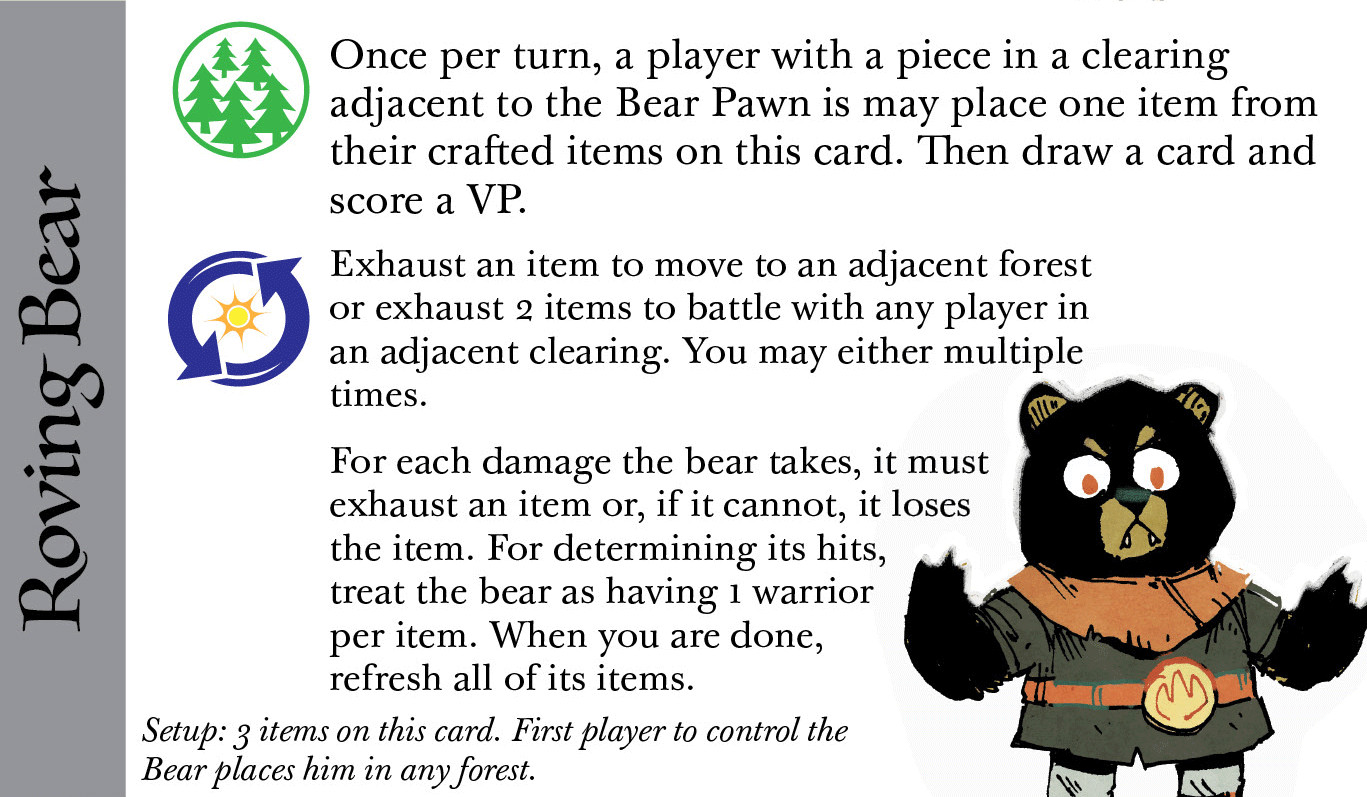 Roving Bear
Once per turn, a player with a piece in a clearing
adjacent to the Bear Pawn is may place one item from
their crafted items on this card. Then draw a card and
score a VP.
Exhaust an item to move to an adjacent forest
or exhaust 2 items to battle with any player in
an adjacent clearing. You may either multiple
times.
For each damage the bear takes, it must
exhaust an item or, if it cannot, it loses
the item. For determining its hits,
treat the bear as having 1 warrior
per item. When you are done,
refresh all of its items.
Setup: 3 items on this card. First player to control the
Bear places him in any forest.